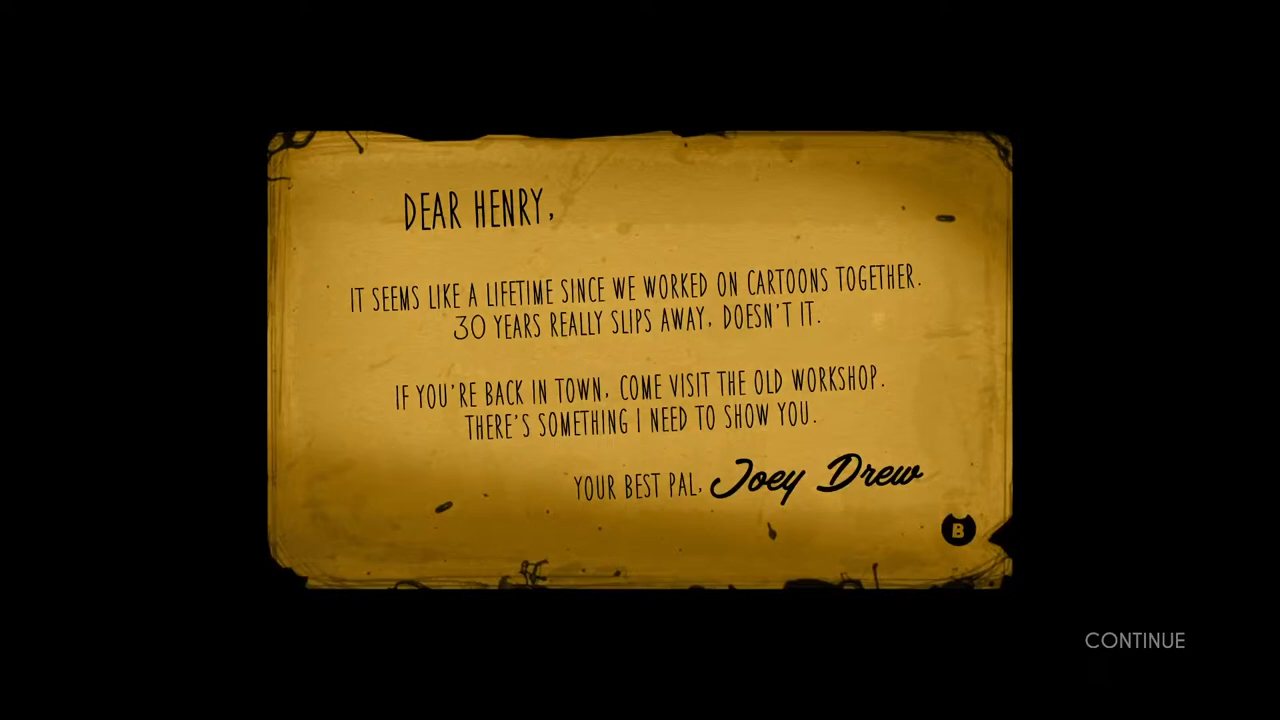 DEAR HENRY,
IT SEEMS LIKE A LIFETIME SINCE WE WORKED ON CARTOONS TOGETHER.
30 YEARS REALLY SLIPS AWAY, DOESN'T IT.
IF YOU'RE BACK IN TOWN, COME VISIT THE OLD WORKSHOP.
THERE'S SOMETHING I NEED TO SHOW YOU.
YOUR BEST PAL, Joey Drew
B
CONTINUE